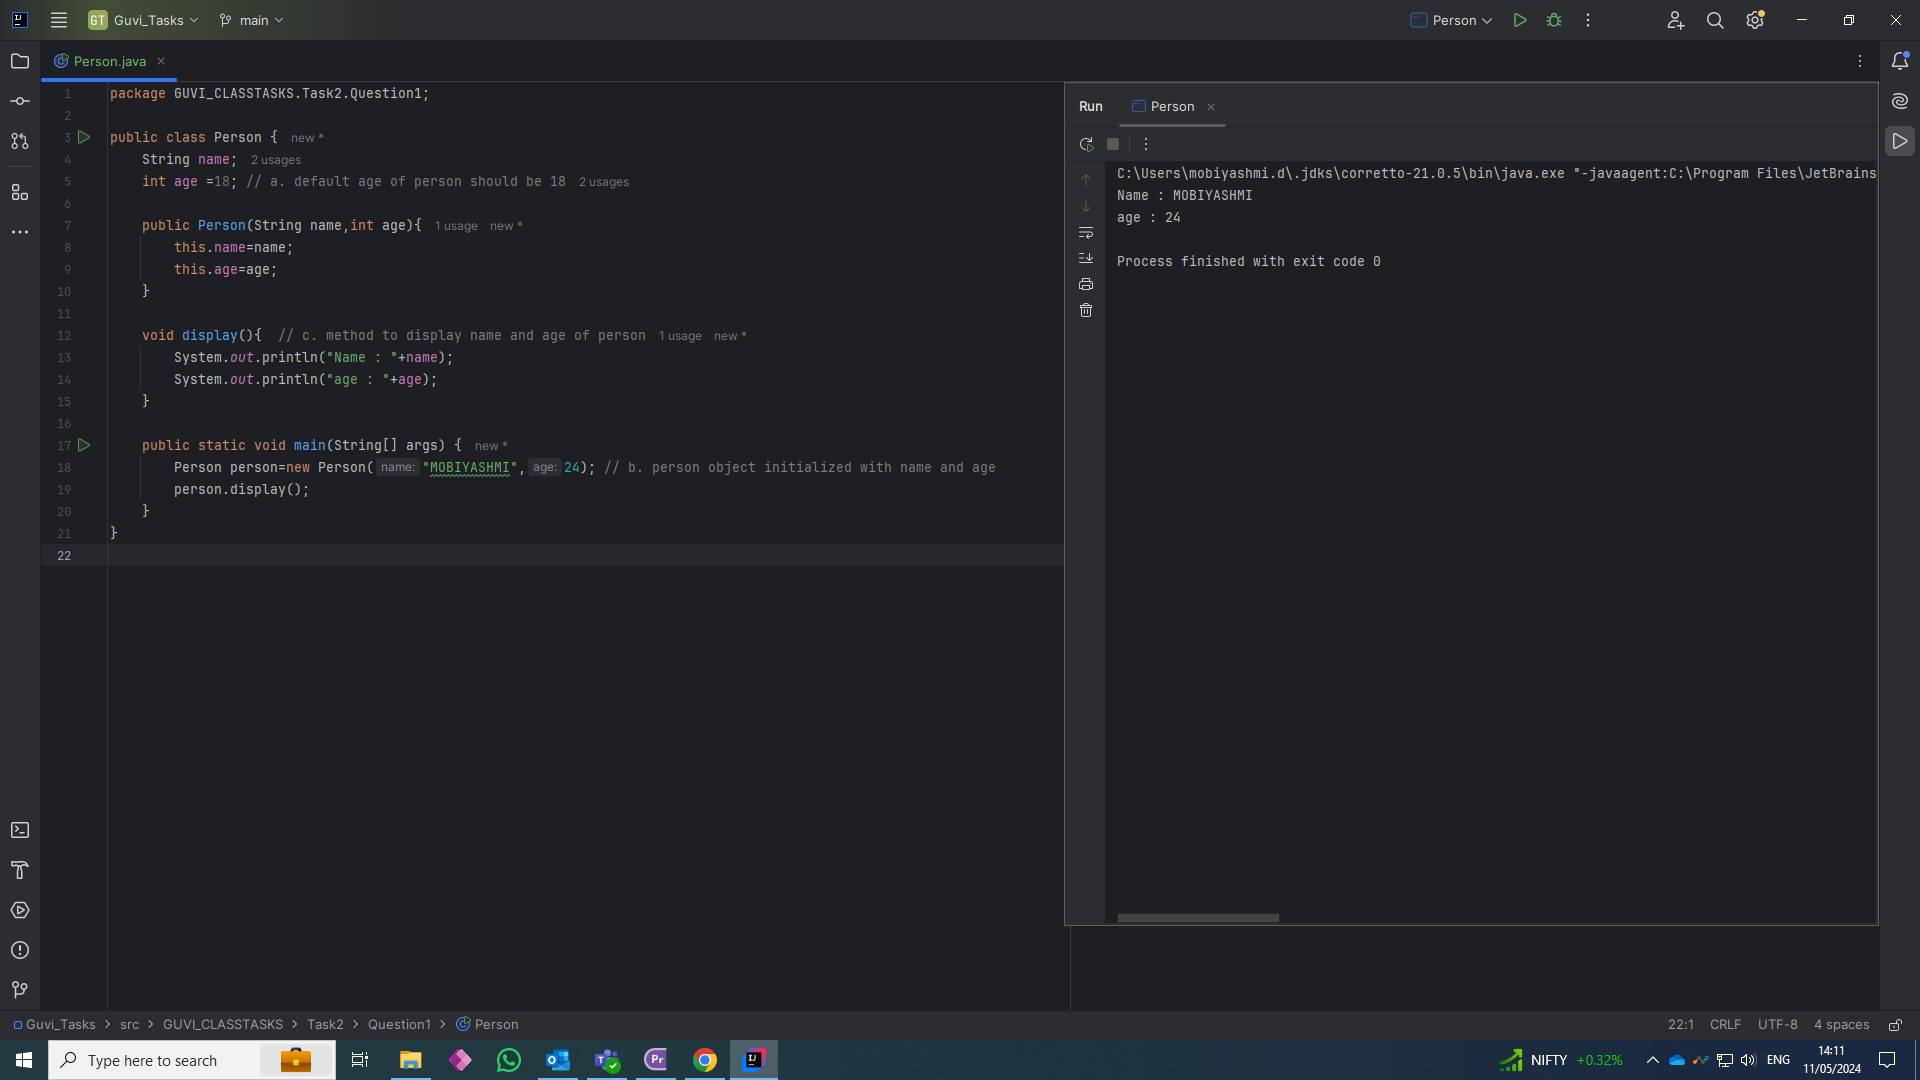 GT Guvi_Tasks main Person
Person.java
1 package GUVI_CLASSTASKS.Task2.Question1;
2
3 public class Person { new *
4 String name; 2 usages
5 int age =18; // a. default age of person should be 18 2 usages
6
7 public Person(String name,int age){ 1 usage new *
8 this.name=name;
9 this.age=age;
10 }
11
12 void display(){ // c. method to display name and age of person 1 usage new *
13 System.out.println("Name : "+name);
14 System.out.println("age : "+age);
15 }
16
17 public static void main(String[] args) { new *
18 Person person=new Person( name: "MOBIYASHMI", age: 24); // b. person object initialized with name and age
19 person.display();
20 }
21 }
22
Run Person
C:\Users\mobiyashmi.d\.jdks\corretto-21.0.5\bin\java.exe "-javaagent:C:\Program Files\JetBrains
Name : MOBIYASHMI
age : 24
Process finished with exit code 0
Guvi_Tasks > src > GUVI_CLASSTASKS > Task2 > Question1 > Person
22:1 CRLF UTF-8 4 spaces
Type here to search
NIFTY +0.32%
ENG
14:11
11/05/2024